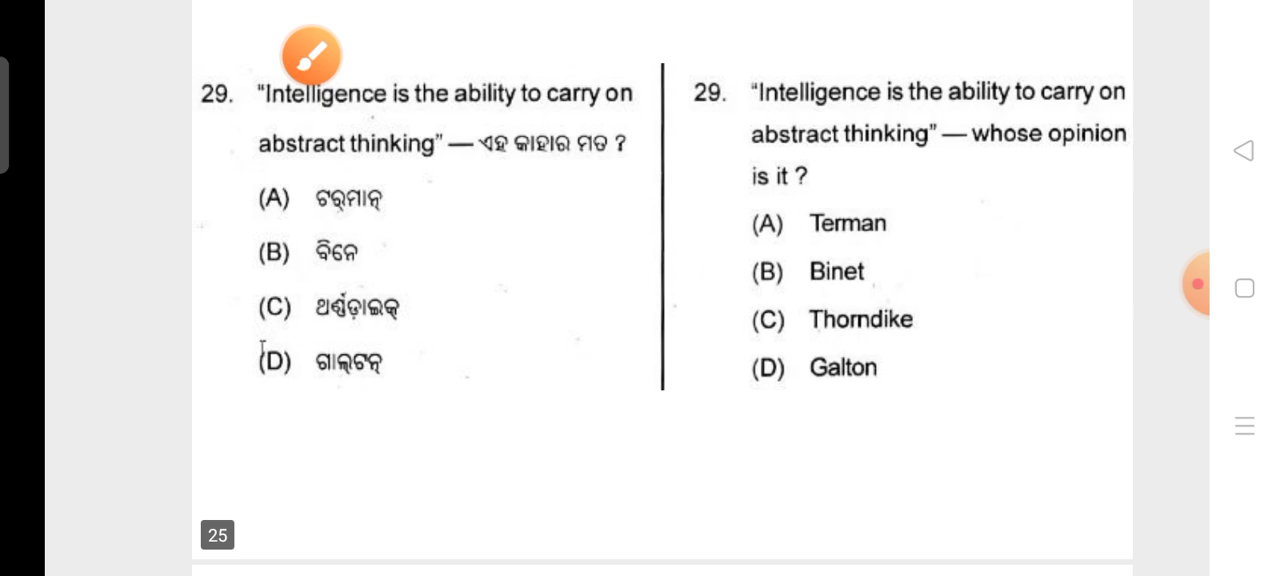 29. "Intelligence is the ability to carry on
abstract thinking" — ଏହ କାହାର ମତ ?
(A) ଟର୍‌ମାନ୍
(B) ବିନେ
(C) ଥର୍ଣ୍ଣଡ଼ାଇକ୍
(D) ଗାଲ୍‌ଟନ୍
29. "Intelligence is the ability to carry on
abstract thinking" — whose opinion
is it ?
(A) Terman
(B) Binet
(C) Thorndike
(D) Galton
25